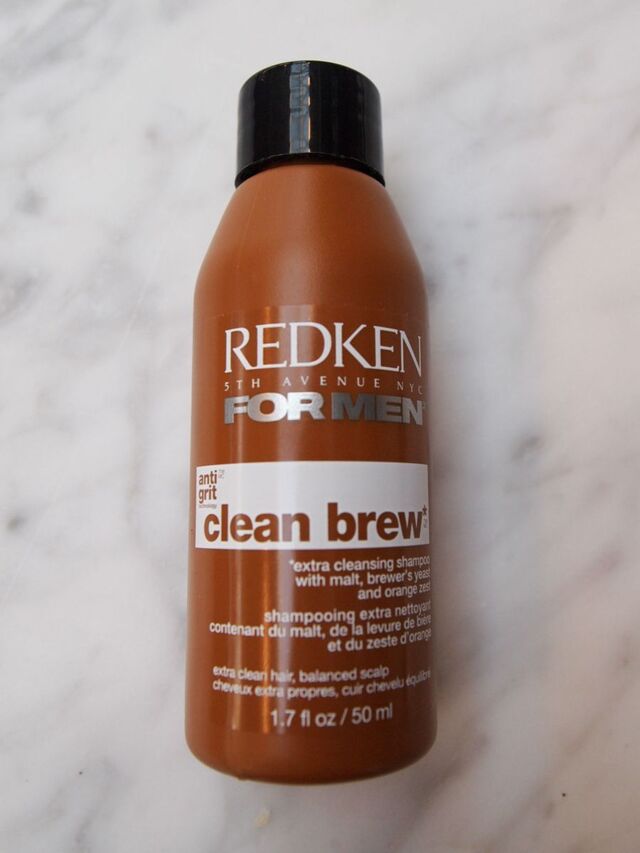 REDKEN
5TH AVENUE NYC
FOR MEN
anti
grit
technology
clean brew*
*extra cleansing shampoo
with malt, brewer's yeast
and orange zest
shampooing extra nettoyant
contenant du malt, de la levure de bière
et du zeste d'orange
extra clean hair, balanced scalp
cheveux extra propres, cuir chevelu équilibré
1.7 fl oz / 50 ml